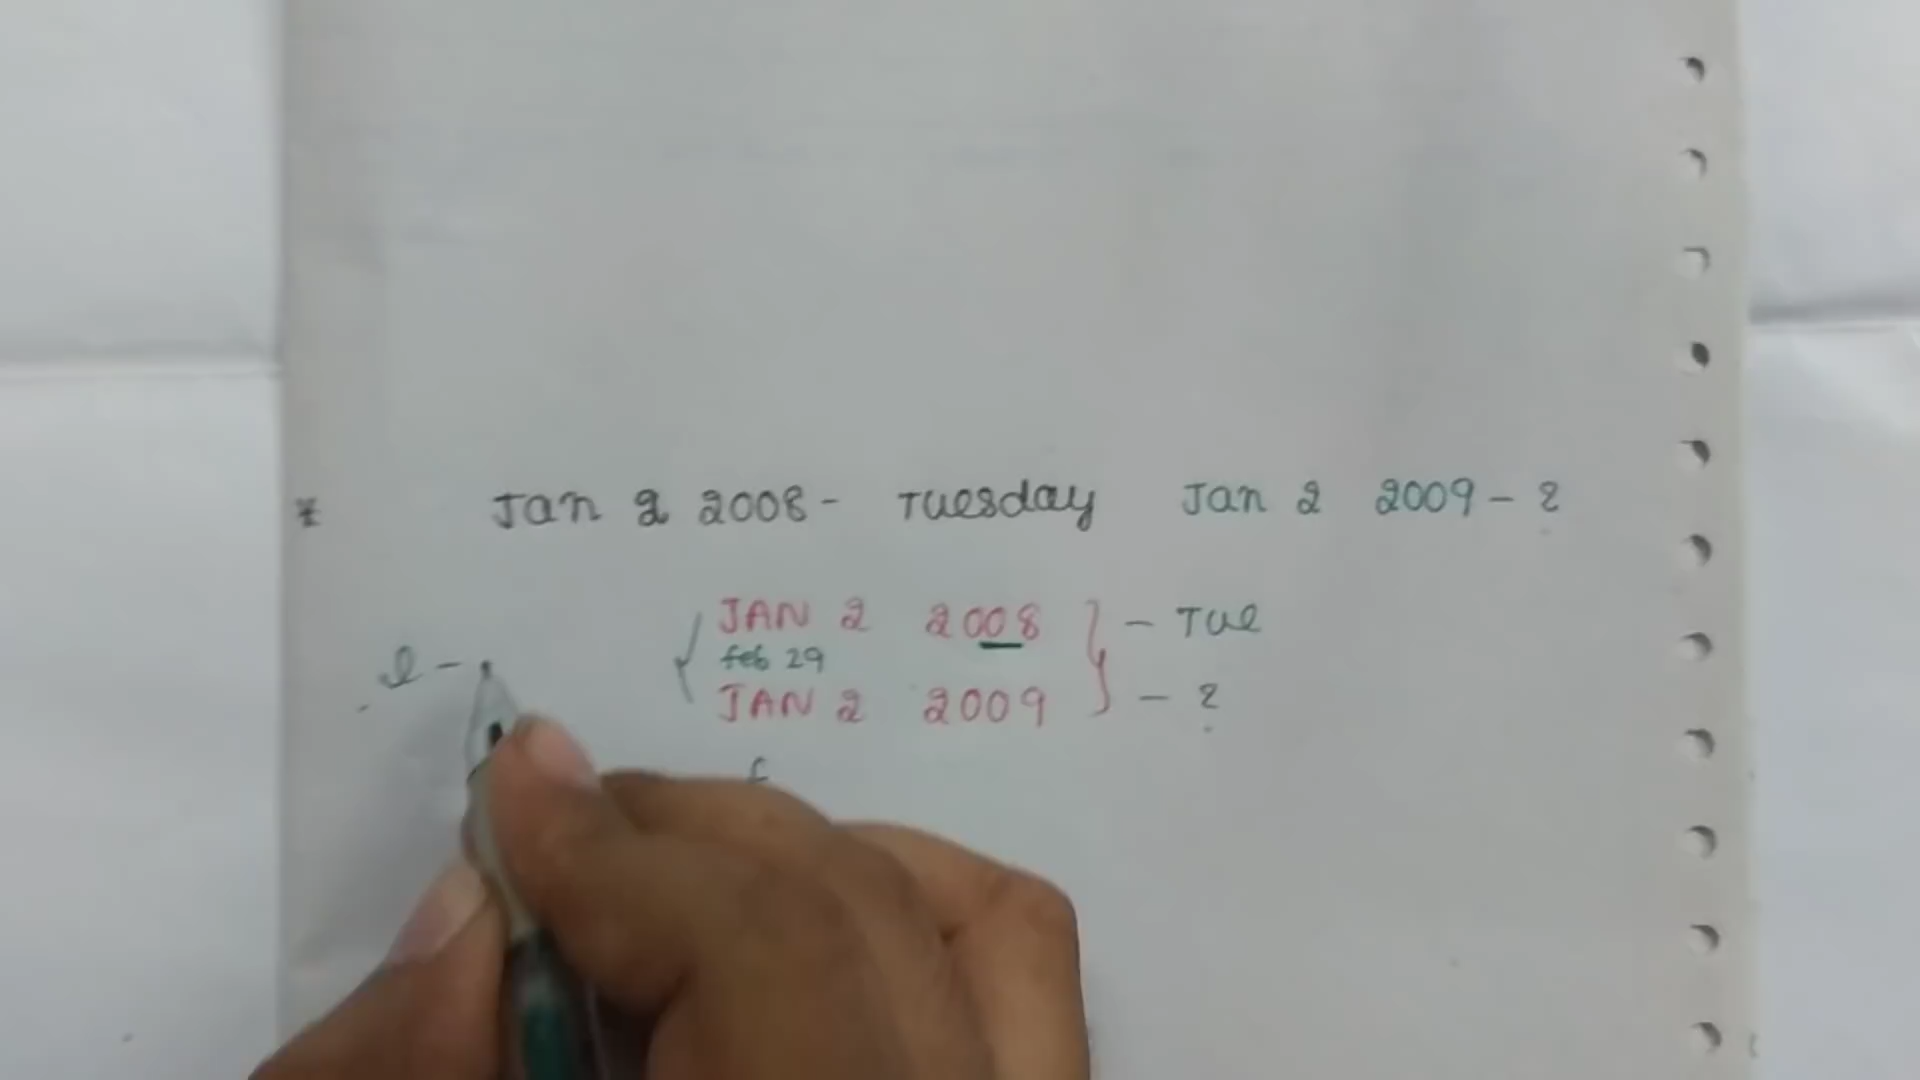 * Jan 2 2008 - Tuesday Jan 2 2009 - ?
JAN 2 2008 - Tue
feb 29
l -
JAN 2 2009 - ?
f